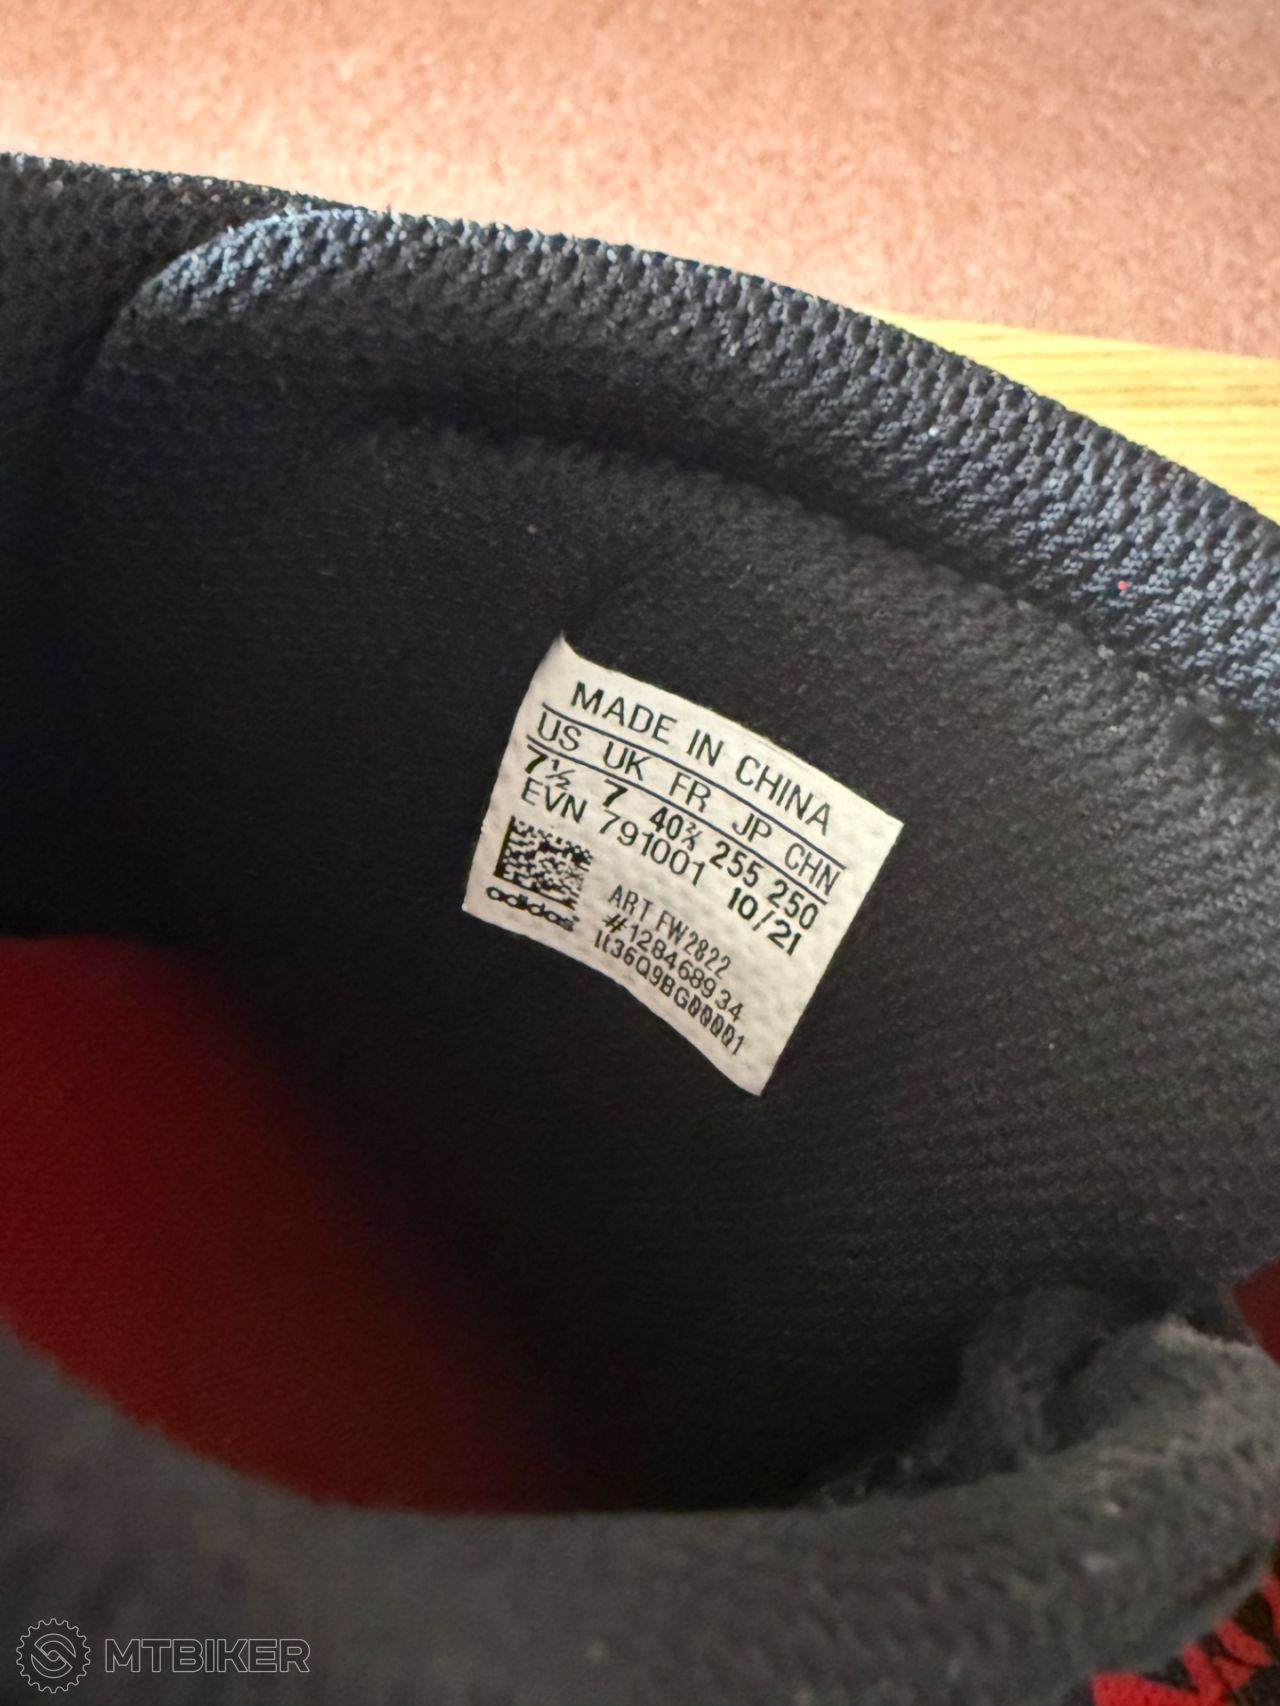 MADE IN CHINA
US UK FR JP CHN
7½ 7 40⅔ 255 250
EVN 791001 10/21
adidas
ART FW2822
#128468934
MTBIKER